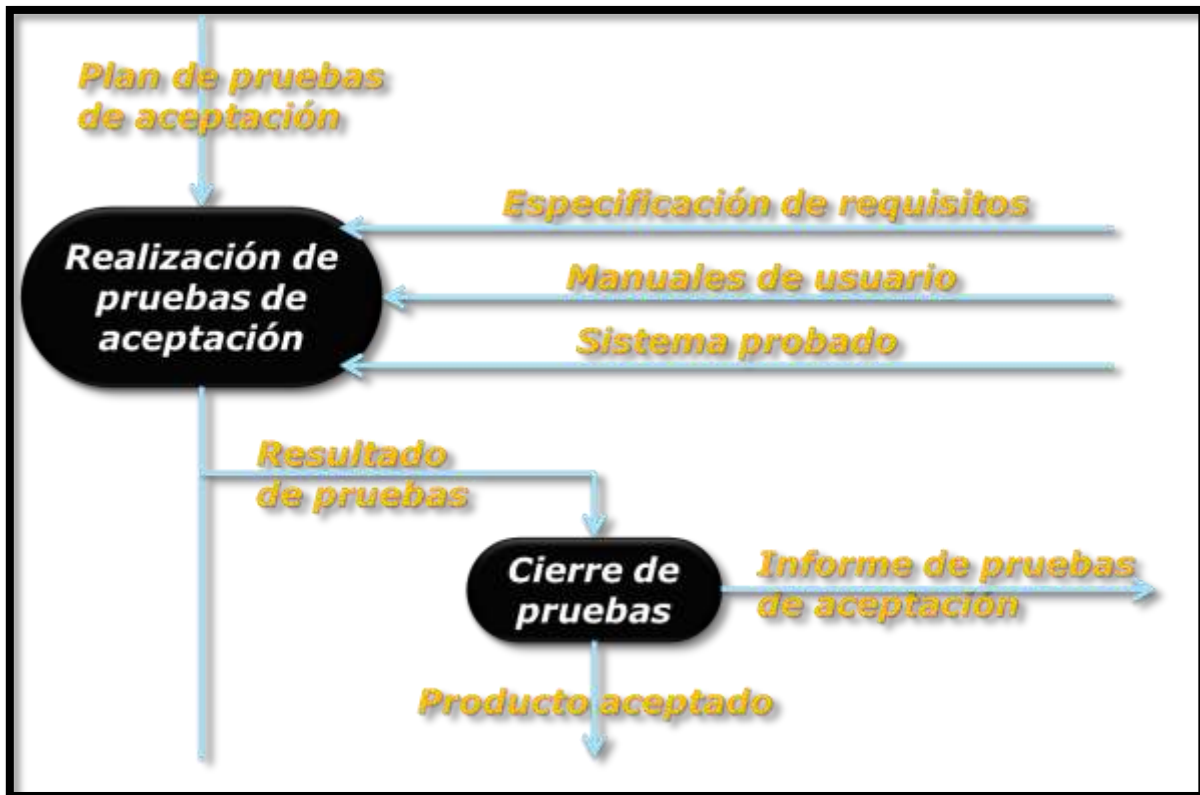 Plan de pruebas
de aceptación
Especificación de requisitos
Realización de
pruebas de
aceptación
Manuales de usuario
Sistema probado
Resultado
de pruebas
Cierre de
pruebas
Informe de pruebas
de aceptación
Producto aceptado